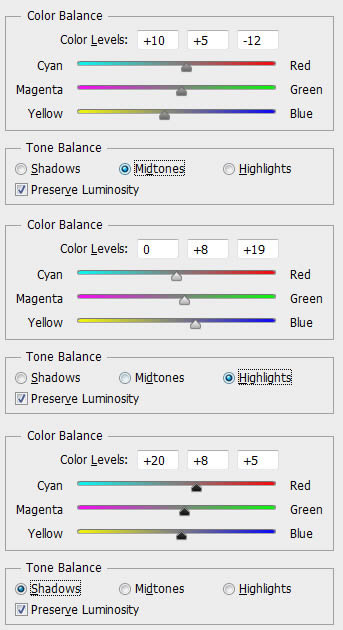 Color Balance
Color Levels: +10 +5 -12
Cyan Red
Magenta Green
Yellow Blue
Tone Balance
Shadows Midtones Highlights
Preserve Luminosity
Color Balance
Color Levels: 0 +8 +19
Cyan Red
Magenta Green
Yellow Blue
Tone Balance
Shadows Midtones Highlights
Preserve Luminosity
Color Balance
Color Levels: +20 +8 +5
Cyan Red
Magenta Green
Yellow Blue
Tone Balance
Shadows Midtones Highlights
Preserve Luminosity